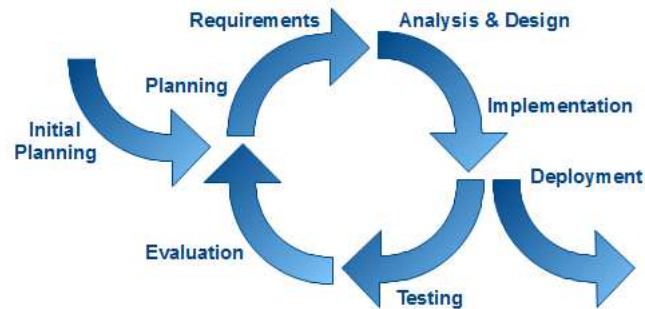 Requirements
Analysis & Design
Planning
Implementation
Initial
Planning
Deployment
Evaluation
Testing